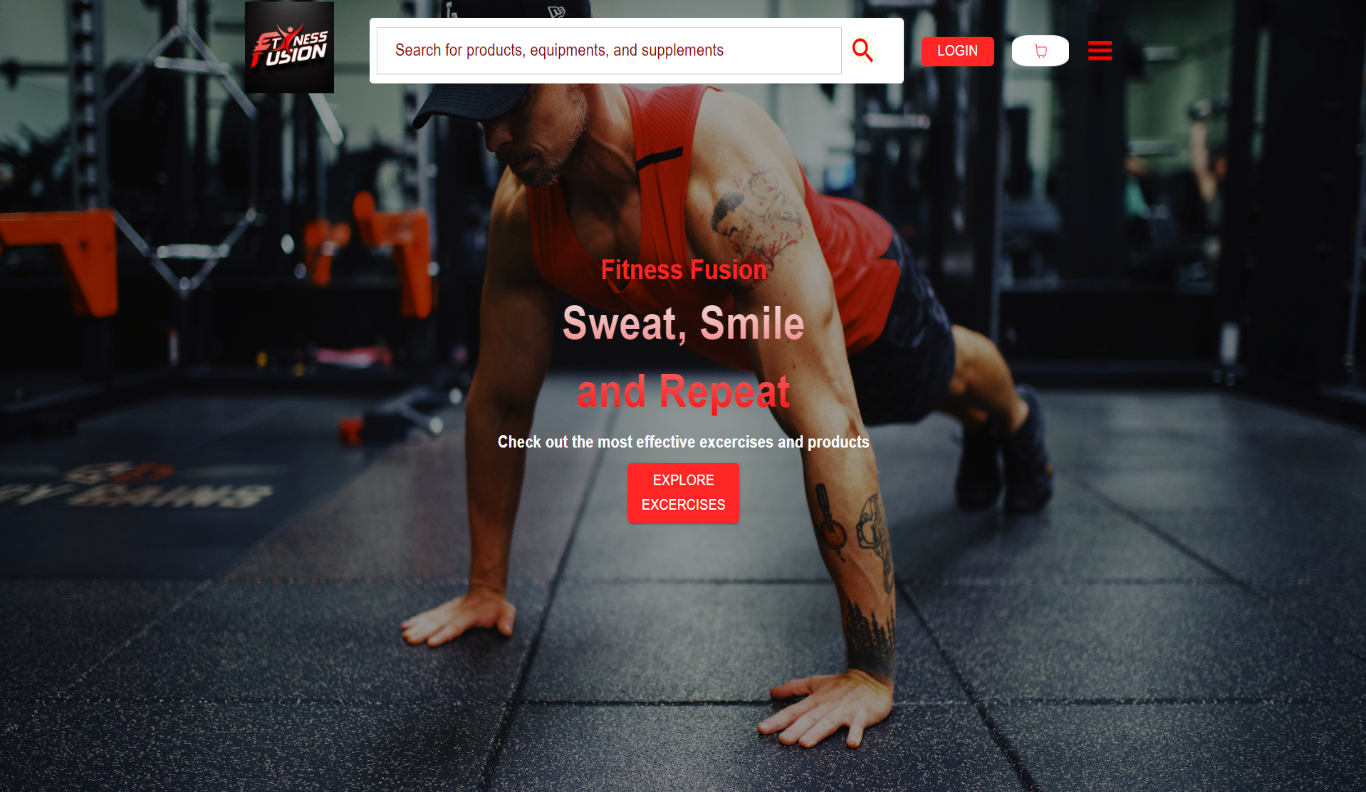 FITNESS
FUSION
Search for products, equipments, and supplements
LOGIN
Fitness Fusion
Sweat, Smile
and Repeat
Check out the most effective excercises and products
EXPLORE
EXCERCISES
GAINS